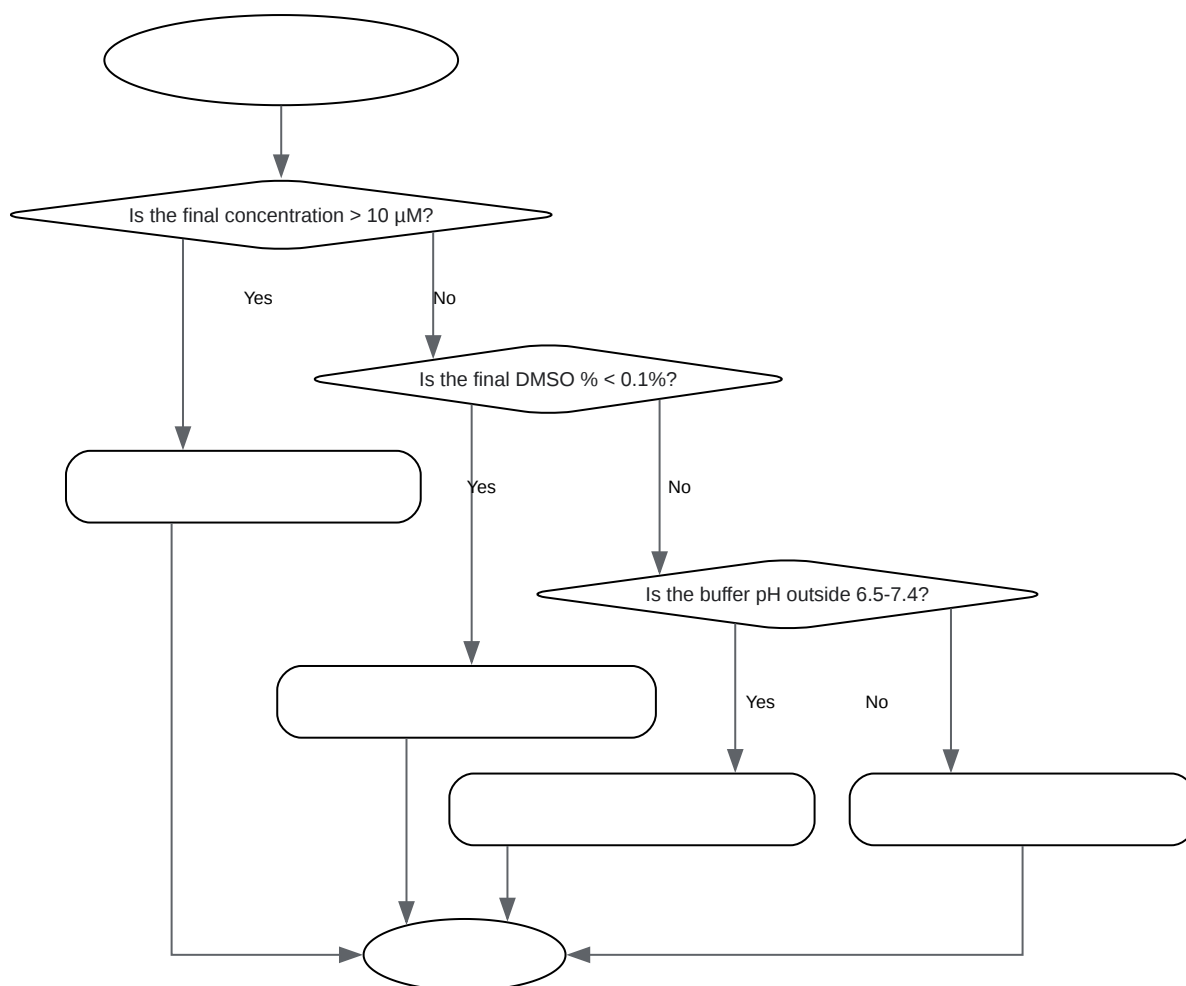 Is the final concentration > 10 µM?
Yes
No
Is the final DMSO % < 0.1%?
Yes
No
Is the buffer pH outside 6.5-7.4?
Yes
No